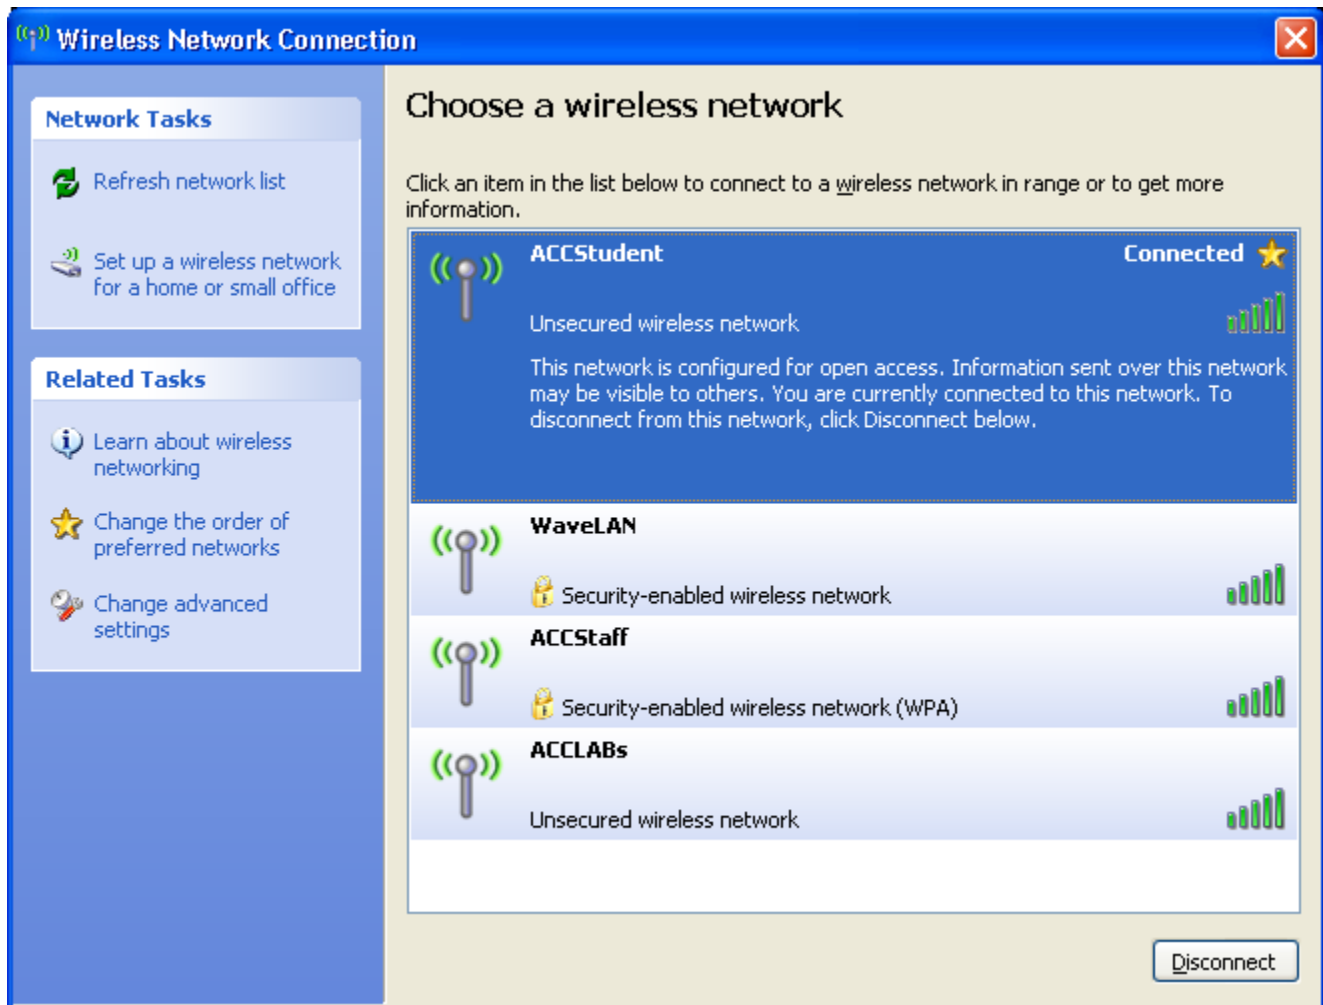 Wireless Network Connection
Network Tasks
Refresh network list
Set up a wireless network
for a home or small office
Related Tasks
Learn about wireless
networking
Change the order of
preferred networks
Change advanced
settings
Choose a wireless network
Click an item in the list below to connect to a wireless network in range or to get more
information.
ACCStudent Connected
Unsecured wireless network
This network is configured for open access. Information sent over this network
may be visible to others. You are currently connected to this network. To
disconnect from this network, click Disconnect below.
WaveLAN
Security-enabled wireless network
ACCStaff
Security-enabled wireless network (WPA)
ACCLABs
Unsecured wireless network
Disconnect